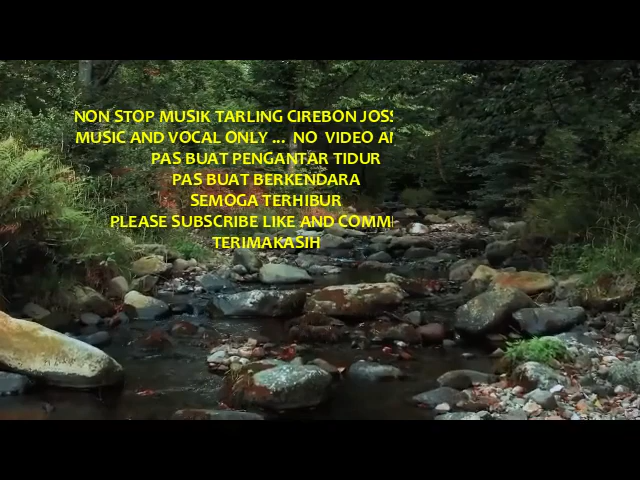 NON STOP MUSIK TARLING CIREBON
MUSIC AND VOCAL ONLY ... NO VIDEO
PAS BUAT PENGANTAR TIDUR
PAS BUAT BERKENDARA
SEMOGA TERHIBUR
PLEASE SUBSCRIBE LIKE AND
TERIMAKASIH